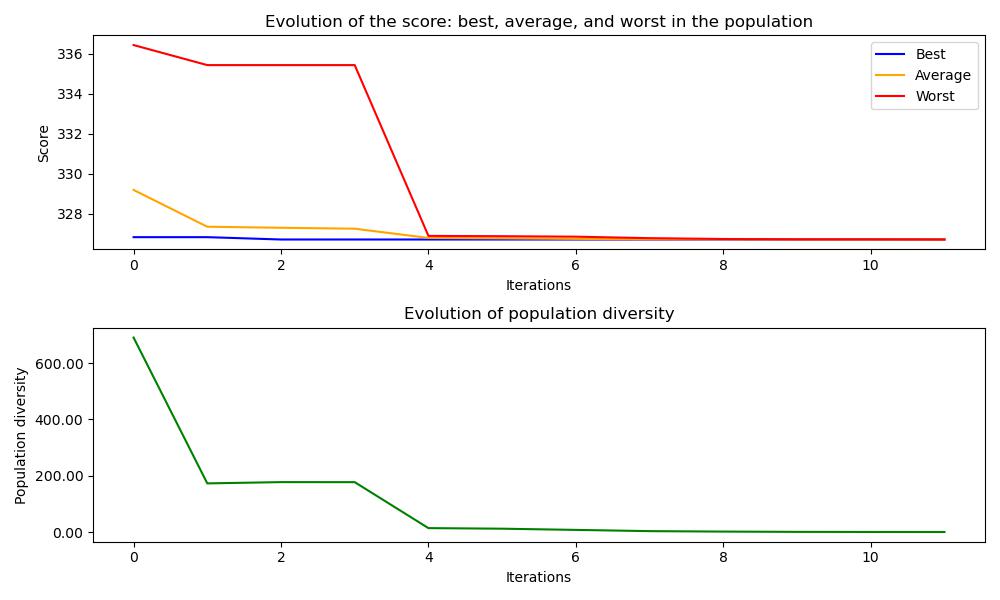 Evolution of the score: best, average, and worst in the population
336
334
332
330
328
Score
Best
Average
Worst
0 2 4 6 8 10
Iterations
Evolution of population diversity
600.00
400.00
200.00
0.00
Population diversity
0 2 4 6 8 10
Iterations